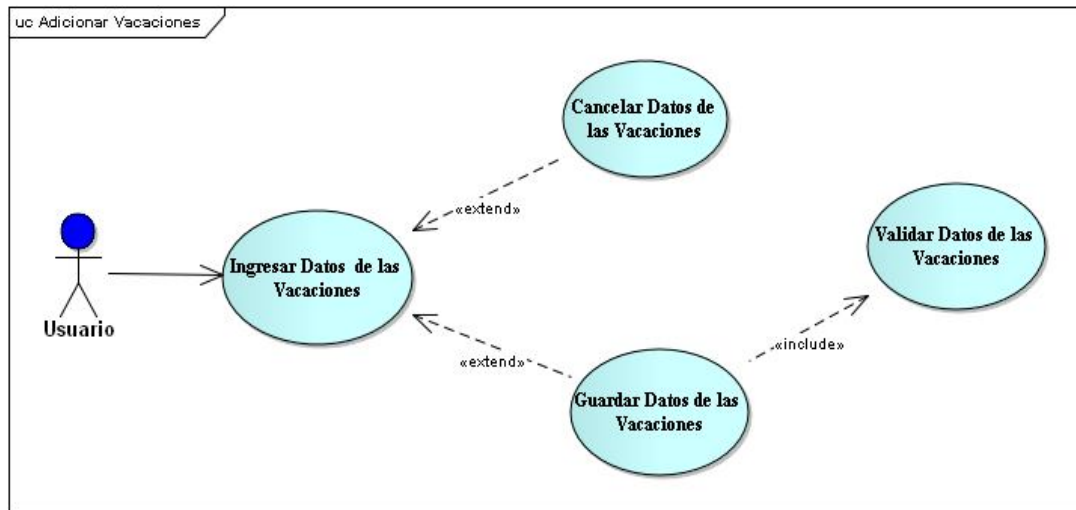 uc Adicionar Vacaciones
Cancelar Datos de
las Vacaciones
«extend»
Validar Datos de las
Vacaciones
Ingresar Datos de las
Vacaciones
Usuario
«include»
«extend»
Guardar Datos de las
Vacaciones